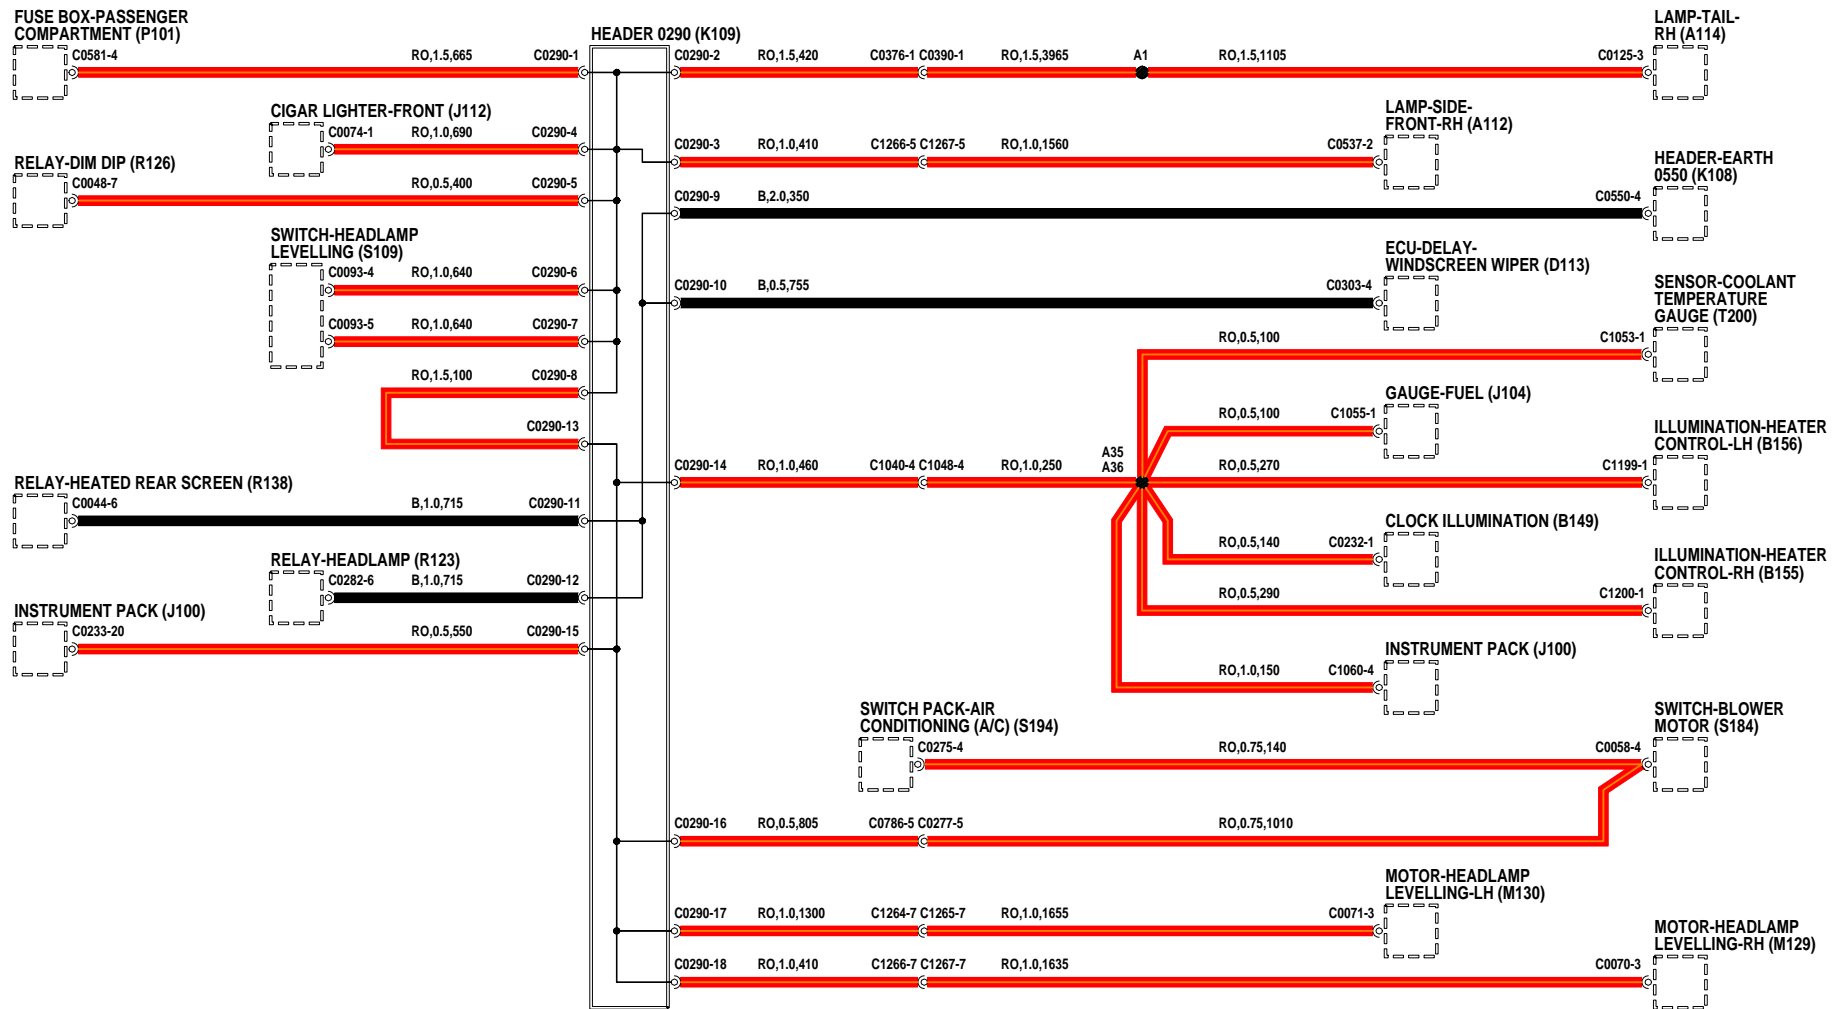 FUSE BOX-PASSENGER
COMPARTMENT (P101)
C0581-4
RO,1.5,665
C0290-1
HEADER 0290 (K109)
C0290-2
RO,1.5,420
C0376-1 C0390-1
RO,1.5,3965
A1
RO,1.5,1105
C0125-3
LAMP-TAIL-
RH (A114)
CIGAR LIGHTER-FRONT (J112)
C0074-1
RO,1.0,690
C0290-4
C0290-3
RO,1.0,410
C1266-5 C1267-5
RO,1.0,1560
C0537-2
LAMP-SIDE-
FRONT-RH (A112)
RELAY-DIM DIP (R126)
C0048-7
RO,0.5,400
C0290-5
C0290-9
B,2.0,350
C0550-4
HEADER-EARTH
0550 (K108)
SWITCH-HEADLAMP
LEVELLING (S109)
C0093-4
RO,1.0,640
C0290-6
C0290-10
B,0.5,755
C0303-4
ECU-DELAY-
WINDSCREEN WIPER (D113)
C0093-5
RO,1.0,640
C0290-7
RO,0.5,100
C1053-1
SENSOR-COOLANT
TEMPERATURE
GAUGE (T200)
RO,1.5,100
C0290-8
C0290-13
RO,0.5,100
C1055-1
GAUGE-FUEL (J104)
C0290-14
RO,1.0,460
C1040-4 C1048-4
RO,1.0,250
A35
A36
RO,0.5,270
C1199-1
ILLUMINATION-HEATER
CONTROL-LH (B156)
RELAY-HEATED REAR SCREEN (R138)
C0044-6
B,1.0,715
C0290-11
RO,0.5,140
C0232-1
CLOCK ILLUMINATION (B149)
RELAY-HEADLAMP (R123)
C0282-6
B,1.0,715
C0290-12
RO,0.5,290
C1200-1
ILLUMINATION-HEATER
CONTROL-RH (B155)
INSTRUMENT PACK (J100)
C0233-20
RO,0.5,550
C0290-15
RO,1.0,150
C1060-4
INSTRUMENT PACK (J100)
SWITCH PACK-AIR
CONDITIONING (A/C) (S194)
C0275-4
RO,0.75,140
C0058-4
SWITCH-BLOWER
MOTOR (S184)
C0290-16
RO,0.5,805
C0786-5 C0277-5
RO,0.75,1010
C0290-17
RO,1.0,1300
C1264-7 C1265-7
RO,1.0,1655
C0071-3
MOTOR-HEADLAMP
LEVELLING-LH (M130)
C0290-18
RO,1.0,410
C1266-7 C1267-7
RO,1.0,1635
C0070-3
MOTOR-HEADLAMP
LEVELLING-RH (M129)